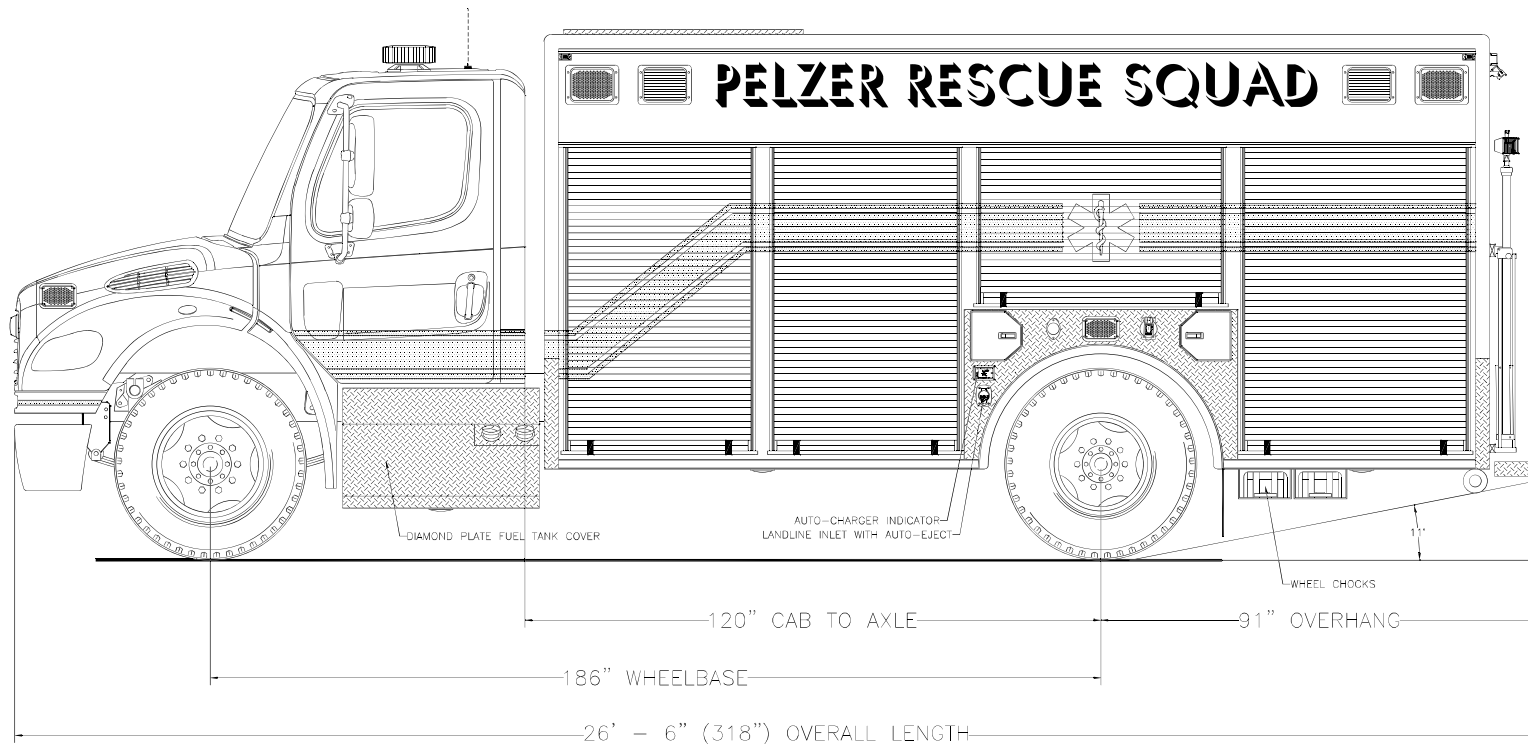 PELZER RESCUE SQUAD
AUTO-CHARGER INDICATOR
LANDLINE INLET WITH AUTO-EJECT
DIAMOND PLATE FUEL TANK COVER
11°
WHEEL CHOCKS
120" CAB TO AXLE
91" OVERHANG
186" WHEELBASE
26' - 6" (318") OVERALL LENGTH